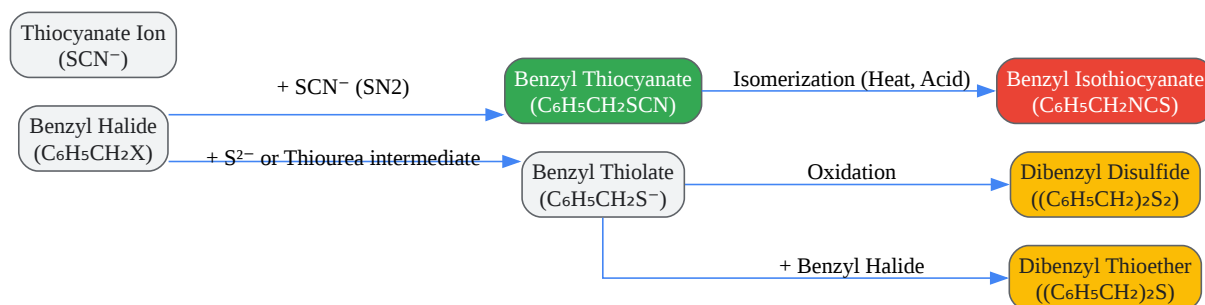 Thiocyanate Ion
(SCN⁻)
+ SCN⁻ (SN2)
Benzyl Thiocyanate
(C₆H₅CH₂SCN)
Isomerization (Heat, Acid)
Benzyl Isothiocyanate
(C₆H₅CH₂NCS)
Benzyl Halide
(C₆H₅CH₂X)
+ S²⁻ or Thiourea intermediate
Benzyl Thiolate
(C₆H₅CH₂S⁻)
Oxidation
Dibenzyl Disulfide
((C₆H₅CH₂)₂S₂)
+ Benzyl Halide
Dibenzyl Thioether
((C₆H₅CH₂)₂S)